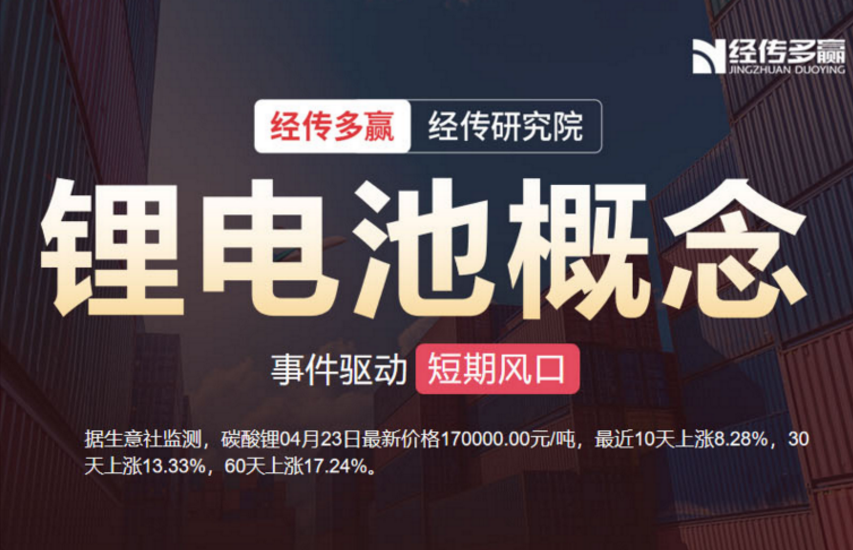 经传多赢
JINGZHUAN DUOYING
经传多赢 经传研究院
锂电池概念
事件驱动 短期风口
据生意社监测，碳酸锂04月23日最新价格170000.00元/吨，最近10天上涨8.28%，30
天上涨13.33%，60天上涨17.24%。